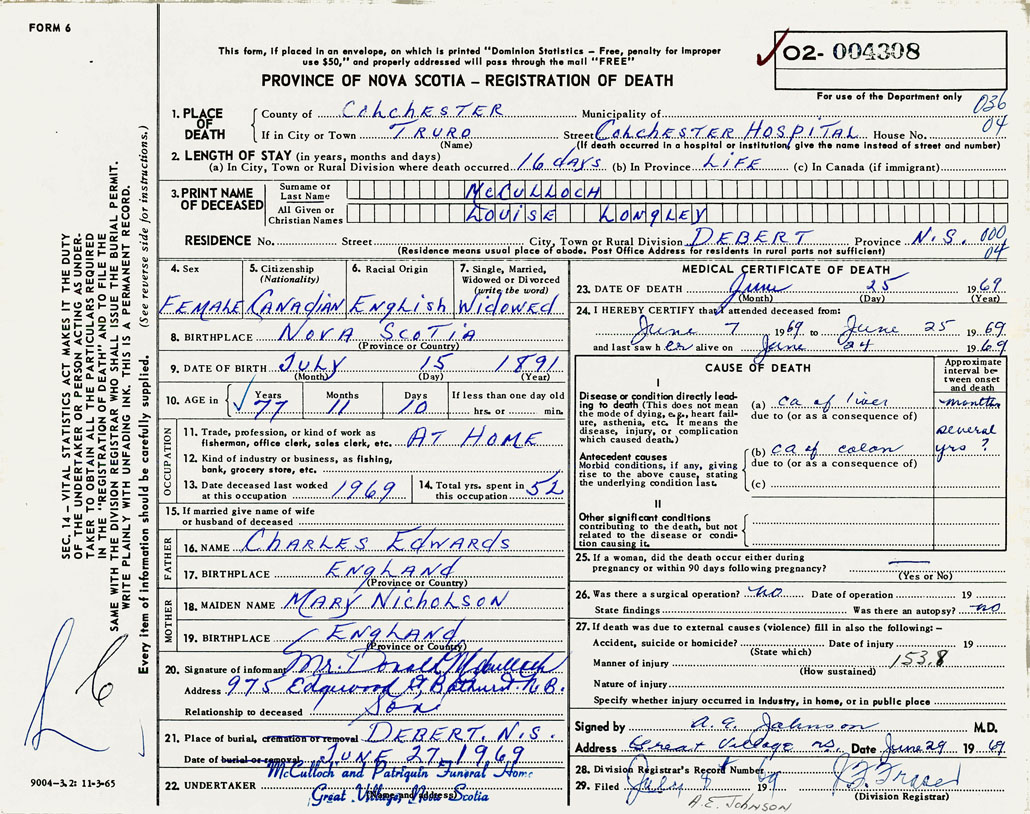 FORM 6
This form, if placed in an envelope, on which is printed "Dominion Statistics – Free, penalty for improper
use $50," and properly addressed will pass through the mail "FREE"
PROVINCE OF NOVA SCOTIA – REGISTRATION OF DEATH
02- 004308
For use of the Department only
036
04
1. PLACE OF DEATH
County of Colchester Municipality of
If in City or Town Truro Street Colchester Hospital House No.
(Name) (If death occurred in a hospital or institution, give the name instead of street and number)
2. LENGTH OF STAY (in years, months and days)
(a) In City, Town or Rural Division where death occurred 16 days (b) In Province Life (c) In Canada (if immigrant)
3. PRINT NAME OF DECEASED
Surname or Last Name McCulloch
All Given or Christian Names Louise Longley
RESIDENCE No. Street City, Town or Rural Division Debert Province N.S. 000
04
(Residence means usual place of abode. Post Office Address for residents in rural parts not sufficient)
4. Sex Female
5. Citizenship (Nationality) Canadian
6. Racial Origin English
7. Single, Married, Widowed or Divorced (write the word) Widowed
8. BIRTHPLACE Nova Scotia
(Province or Country)
9. DATE OF BIRTH July 15 1891
(Month) (Day) (Year)
10. AGE in Years Months Days If less than one day old
77 11 10 hrs. or min.
OCCUPATION
11. Trade, profession, or kind of work as fisherman, office clerk, sales clerk, etc. At Home
12. Kind of industry or business, as fishing, bank, grocery store, etc.
13. Date deceased last worked at this occupation 1969
14. Total yrs. spent in this occupation 52
15. If married give name of wife or husband of deceased
FATHER
16. NAME Charles Edwards
17. BIRTHPLACE England
(Province or Country)
MOTHER
18. MAIDEN NAME Mary Nicholson
19. BIRTHPLACE England
(Province or Country)
20. Signature of informant Mr. Donald McCulloch
Address 975 Edgewood St, Bathurst N.B.
Relationship to deceased Son
21. Place of burial, cremation or removal Debert, N.S.
Date of burial or removal June 27, 1969
22. UNDERTAKER McCulloch and Patriquin Funeral Home
(Name and address)
Great Village, Nova Scotia
MEDICAL CERTIFICATE OF DEATH
23. DATE OF DEATH June 25 1969
(Month) (Day) (Year)
24. I HEREBY CERTIFY that I attended deceased from:
June 7 1969 to June 25 1969
and last saw her alive on June 24 1969
CAUSE OF DEATH
Approximate interval between onset and death
I
Disease or condition directly leading to death (This does not mean the mode of dying, e.g., heart failure, asthenia, etc. It means the disease, injury, or complication which caused death.)
(a) ca of liver months
due to (or as a consequence of)
Antecedent causes
Morbid conditions, if any, giving rise to the above cause, stating the underlying condition last.
(b) ca of colon several yrs ?
due to (or as a consequence of)
(c)
II
Other significant conditions contributing to the death, but not related to the disease or condition causing it.
25. If a woman, did the death occur either during
pregnancy or within 90 days following pregnancy? —
(Yes or No)
26. Was there a surgical operation? no Date of operation 19
State findings Was there an autopsy? no
27. If death was due to external causes (violence) fill in also the following: –
Accident, suicide or homicide? Date of injury 19
(State which)
Manner of injury 153.8
(How sustained)
Nature of injury
Specify whether injury occurred in Industry, in home, or in public place
Signed by A. E. Johnson M.D.
Address Great Village N.S. Date June 29 1969
28. Division Registrar's Record Number
29. Filed July 8 1969
(Division Registrar)
A.E. Johnson
SEC. 14 – VITAL STATISTICS ACT MAKES IT THE DUTY
OF THE UNDERTAKER OR PERSON ACTING AS UNDER-
TAKER TO OBTAIN ALL THE PARTICULARS REQUIRED
IN THE "REGISTRATION OF DEATH" AND TO FILE THE
SAME WITH THE DIVISION REGISTRAR WHO SHALL ISSUE THE BURIAL PERMIT.
WRITE PLAINLY WITH UNFADING INK. THIS IS A PERMANENT RECORD.
Every item of information should be carefully supplied. (See reverse side for instructions.)
9004–3.2: 11-3-65